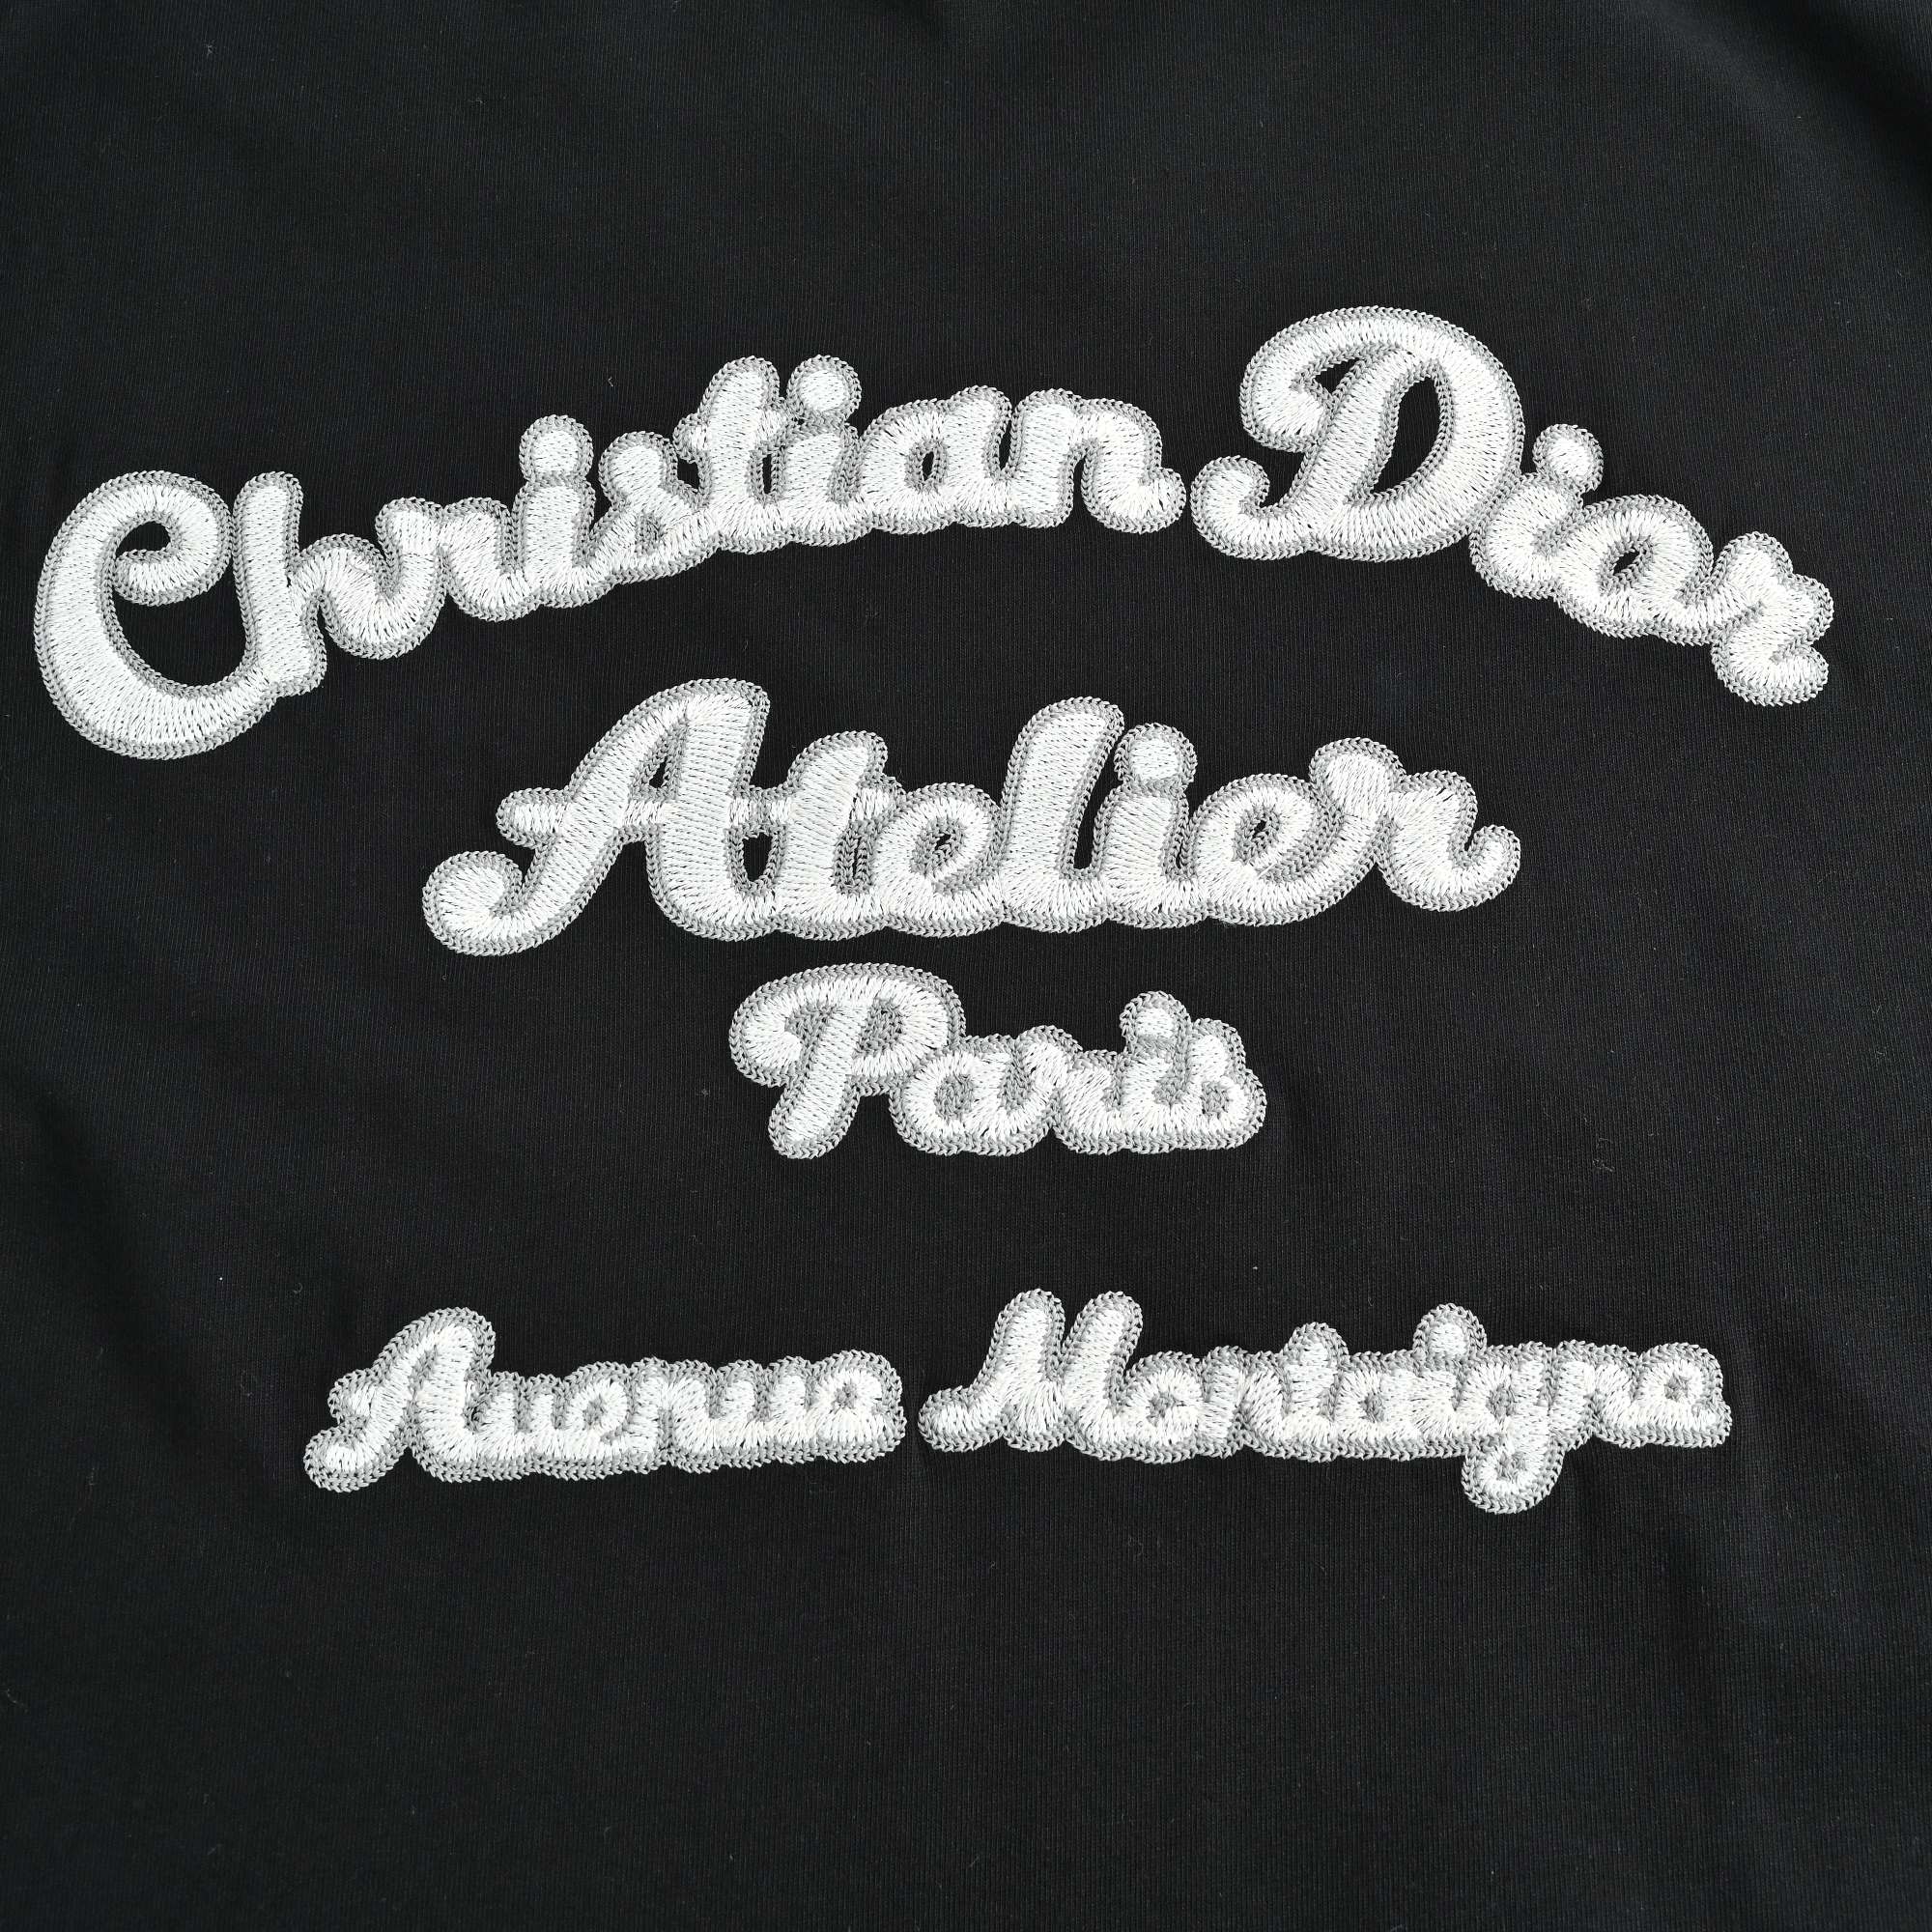 Christian Dior
Atelier
Paris
Avenue Montaigne